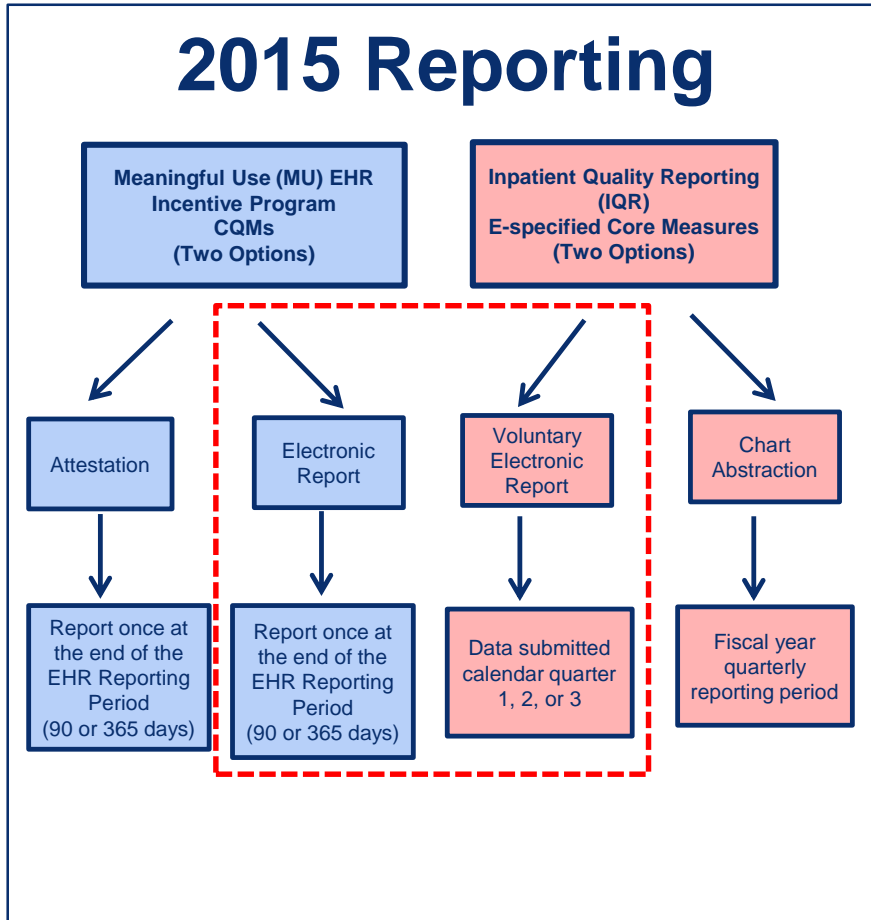 2015 Reporting
Meaningful Use (MU) EHR
Incentive Program
CQMs
(Two Options)
Inpatient Quality Reporting
(IQR)
E-specified Core Measures
(Two Options)
Attestation
Electronic
Report
Voluntary
Electronic
Report
Chart
Abstraction
Report once at
the end of the
EHR Reporting
Period
(90 or 365 days)
Report once at
the end of the
EHR Reporting
Period
(90 or 365 days)
Data submitted
calendar quarter
1, 2, or 3
Fiscal year
quarterly
reporting period